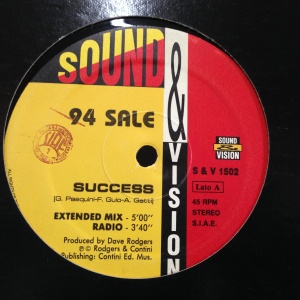 SOUND
&
VISION
94 SALE
SIAE
SOUND
&
VISION
S & V 1502
SUCCESS
(G. Pasquini-F. Gulo-A. Gatti)
Lato A
EXTENDED MIX - 5'00"
RADIO - 3'40"
45 RPM
STEREO
S.I.A.E.
Produced by Dave Rodgers
℗© Rodgers & Contini
Publishing: Contini Ed. Mus.